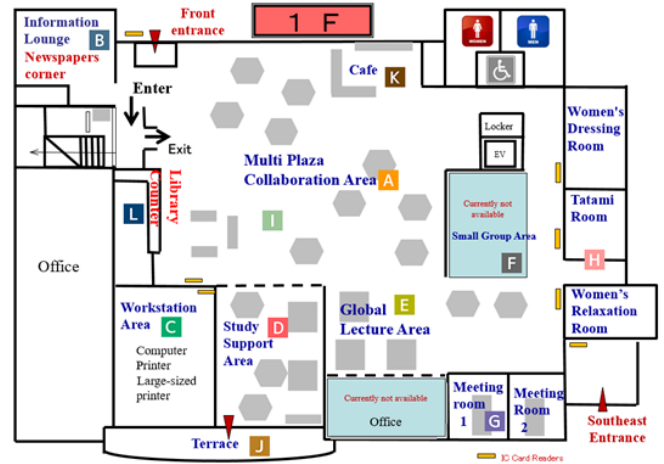 1 F
Information
Lounge
B
Newspapers
corner
Front
entrance
WOMEN
MEN
Cafe
K
Enter
Exit
Women's
Dressing
Room
Locker
EV
Multi Plaza
Collaboration Area
A
Library
Counter
L
Currently not
available
Small Group Area
F
Tatami
Room
H
I
Office
Workstation
Area
C
Computer
Printer
Large-sized
printer
Study
Support
Area
D
Global
Lecture Area
E
Women's
Relaxation
Room
Currently not available
Office
Meeting
room
1
G
Meeting
Room
2
Southeast
Entrance
Terrace
J
IC Card Readers